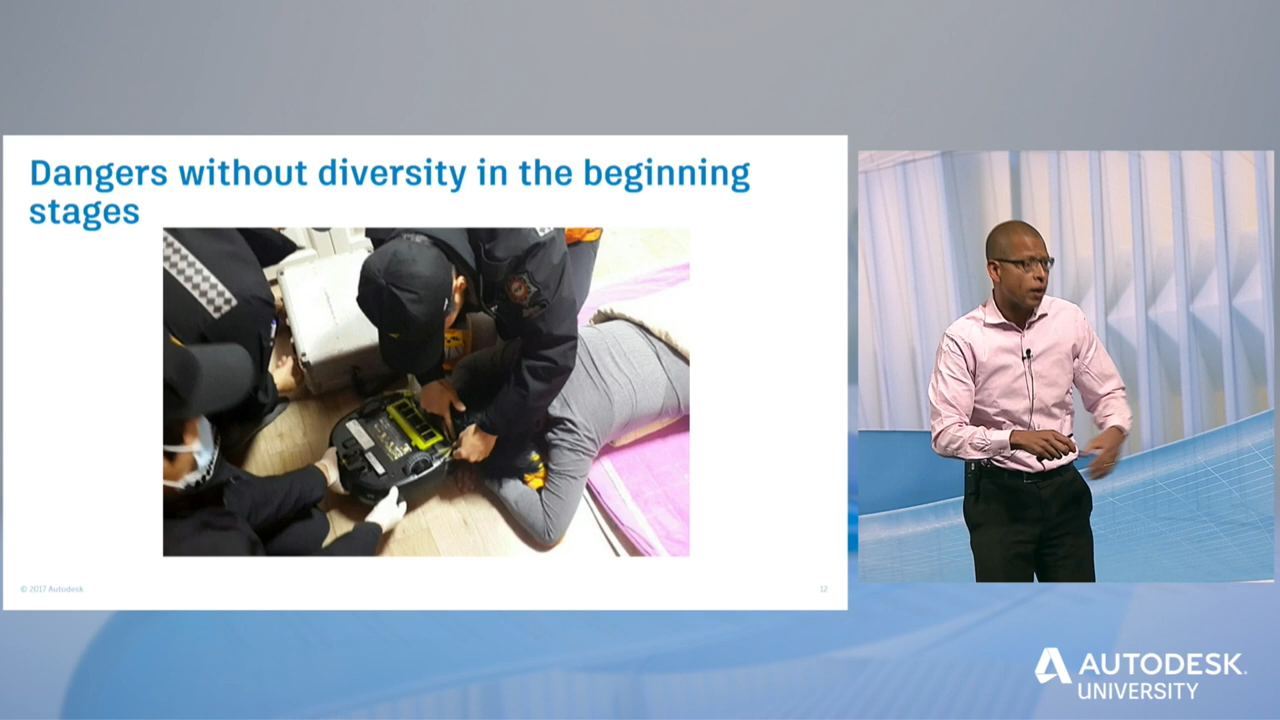 Dangers without diversity in the beginning
stages
© 2017 Autodesk
12
AUTODESK
UNIVERSITY